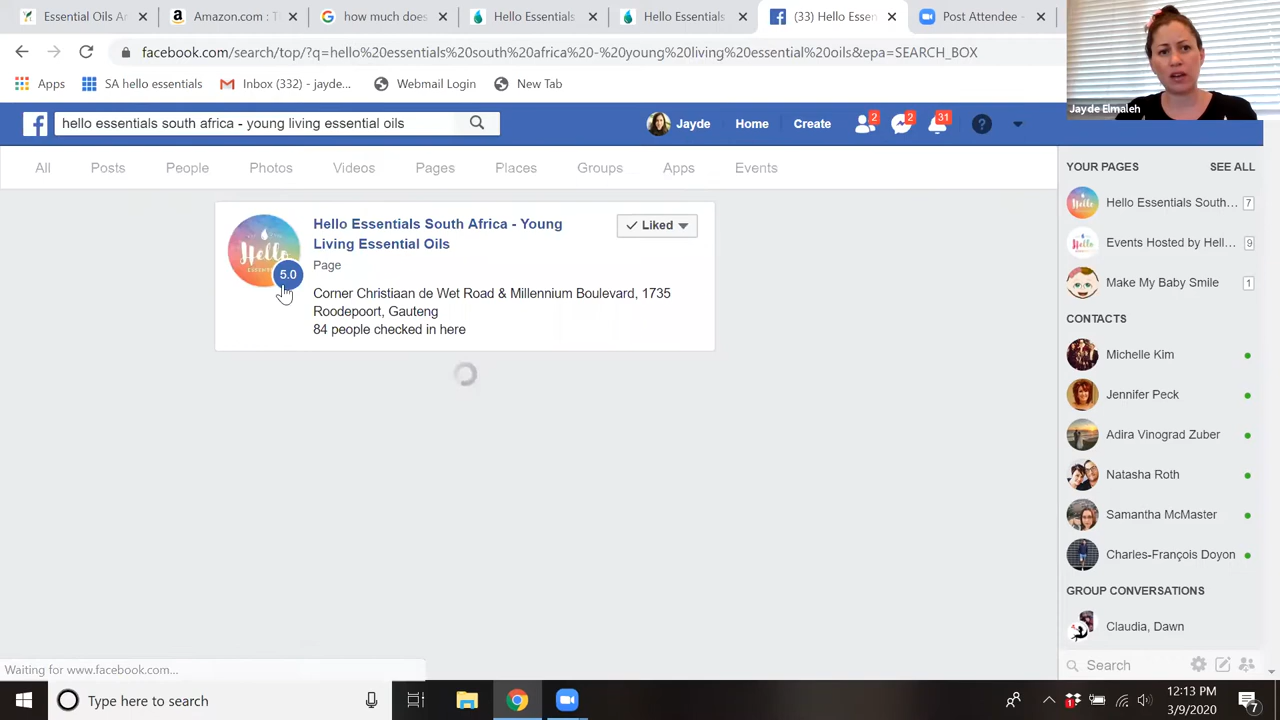 Essential Oils Ar
Amazon.com : T
how much does
Hello Essentials
Hello Essentials
(33) Hello Esse
Post Attendee -
facebook.com/search/top/?q=hello%20essentials%20south%20africa%20-%20young%20living%20essential%20oils&epa=SEARCH_BOX
Apps
SA hello essentials
Inbox (332) - jayde...
Webmail Login
New Tab
Jayde Elmaleh
hello essentials south africa - young living essential oils
Jayde
Home
Create
2
2
31
All
Posts
People
Photos
Videos
Pages
Places
Groups
Apps
Events
Hello
5.0
Hello Essentials South Africa - Young
Living Essential Oils
Liked
Page
Corner Christiaan de Wet Road & Millennium Boulevard, 1735
Roodepoort, Gauteng
84 people checked in here
YOUR PAGES
SEE ALL
Hello Essentials South...
7
Events Hosted by Hell...
9
Make My Baby Smile
1
CONTACTS
Michelle Kim
Jennifer Peck
Adira Vinograd Zuber
Natasha Roth
Samantha McMaster
Charles-François Doyon
GROUP CONVERSATIONS
Claudia, Dawn
Search
Waiting for www.facebook.com...
Type here to search
12:13 PM
3/9/2020
7